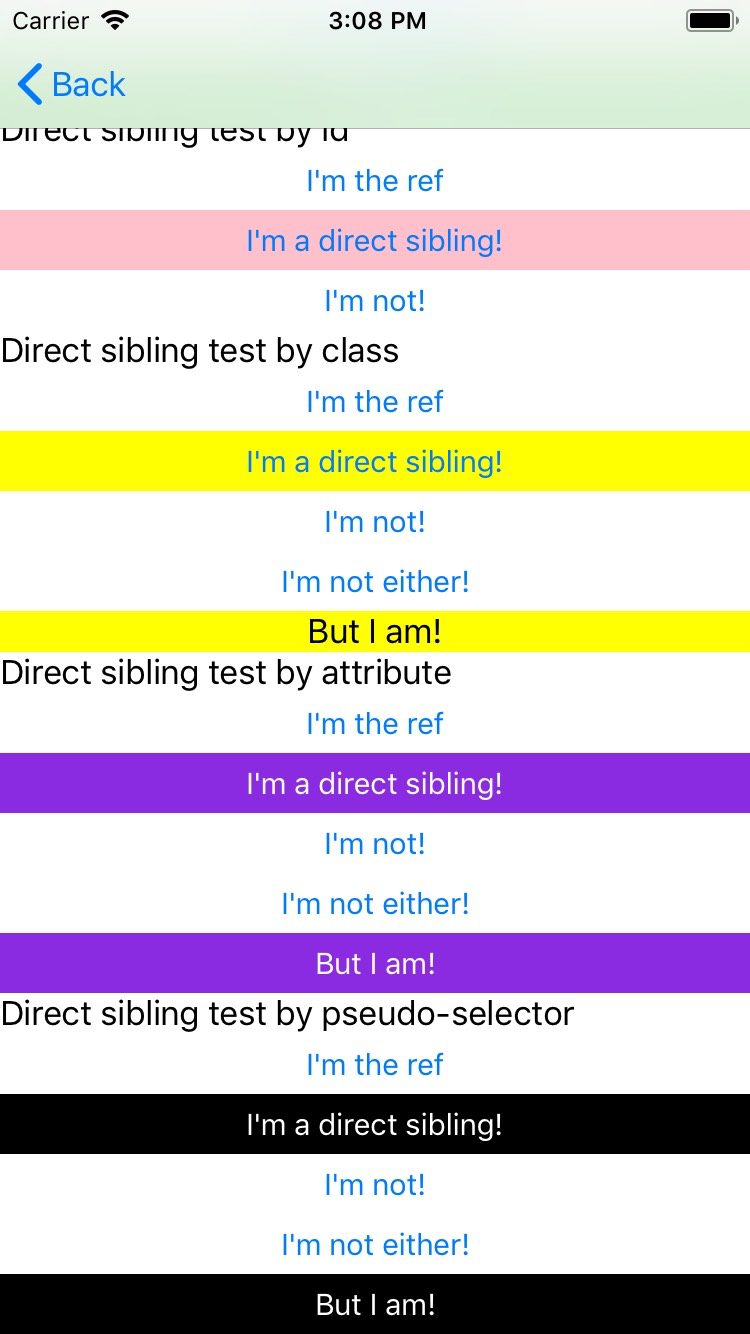 Carrier 3:08 PM
Back
Direct sibling test by id
I'm the ref
I'm a direct sibling!
I'm not!
Direct sibling test by class
I'm the ref
I'm a direct sibling!
I'm not!
I'm not either!
But I am!
Direct sibling test by attribute
I'm the ref
I'm a direct sibling!
I'm not!
I'm not either!
But I am!
Direct sibling test by pseudo-selector
I'm the ref
I'm a direct sibling!
I'm not!
I'm not either!
But I am!